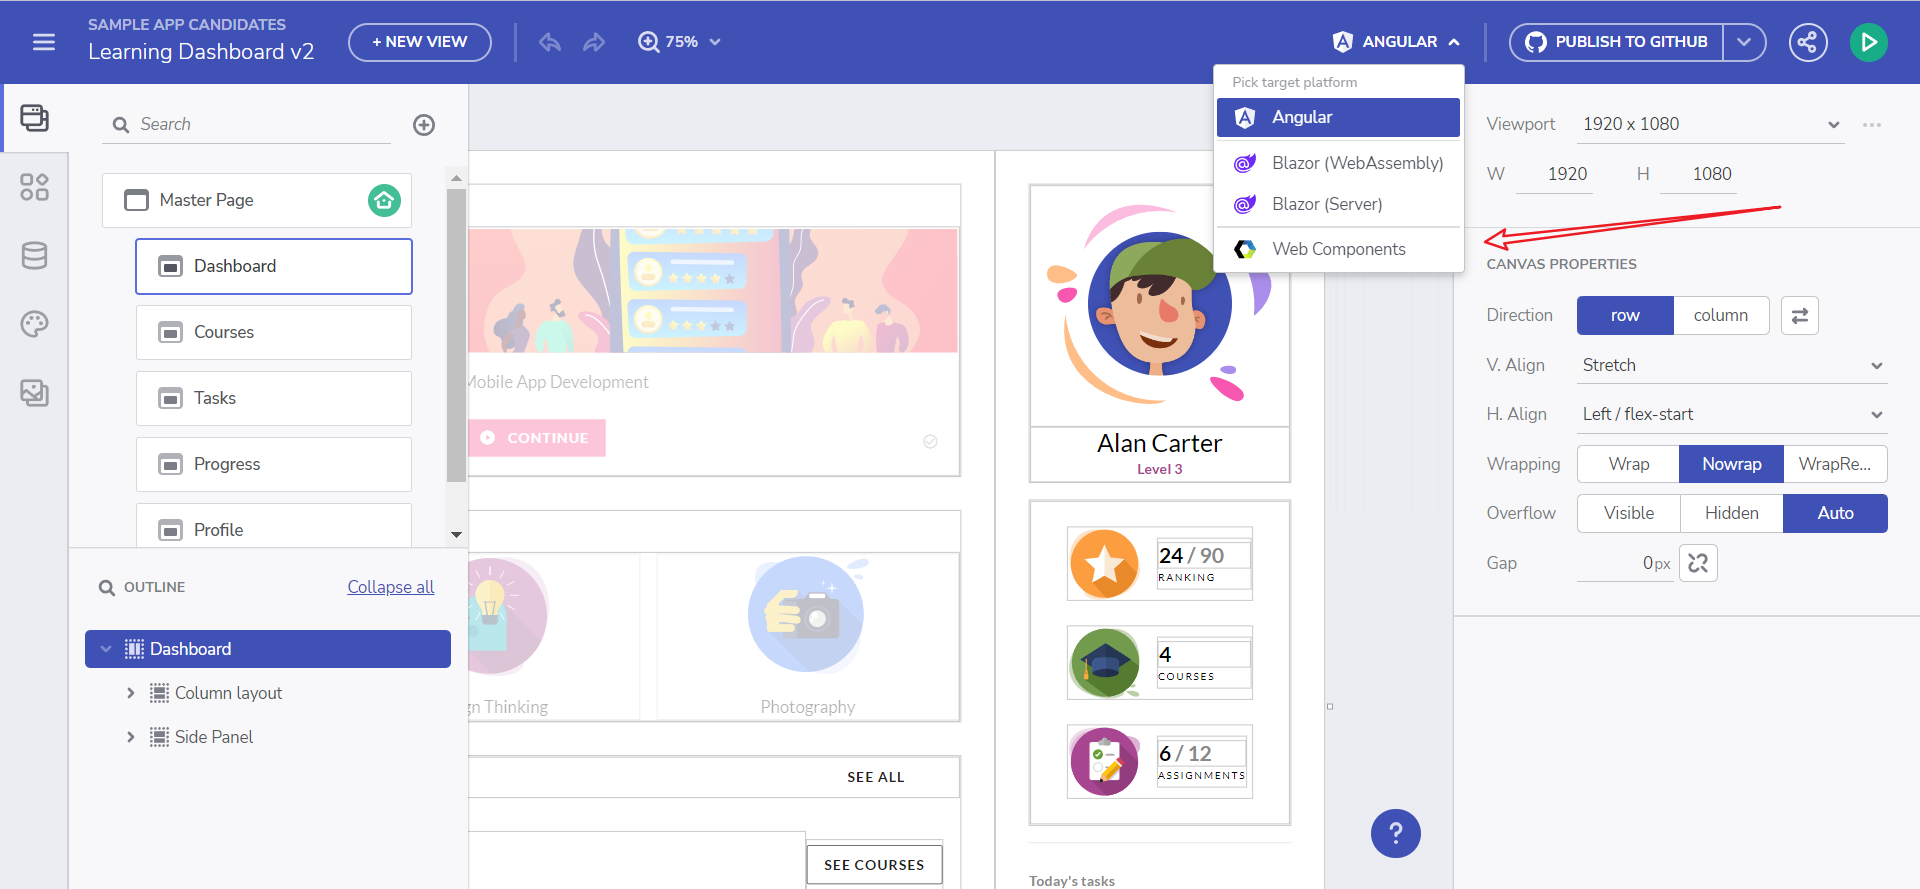 SAMPLE APP CANDIDATES
Learning Dashboard v2
+ NEW VIEW
75%
ANGULAR
PUBLISH TO GITHUB
Pick target platform
Angular
Blazor (WebAssembly)
Blazor (Server)
Web Components
Search
Master Page
Dashboard
Courses
Tasks
Progress
Profile
OUTLINE
Collapse all
Dashboard
Column layout
Side Panel
Mobile App Development
CONTINUE
gn Thinking
Photography
SEE ALL
SEE COURSES
Alan Carter
Level 3
24 / 90
RANKING
4
COURSES
6 / 12
ASSIGNMENTS
Today's tasks
Viewport
1920 x 1080
W 1920 H 1080
CANVAS PROPERTIES
Direction row column
V. Align Stretch
H. Align Left / flex-start
Wrapping Wrap Nowrap WrapRe...
Overflow Visible Hidden Auto
Gap 0px
?